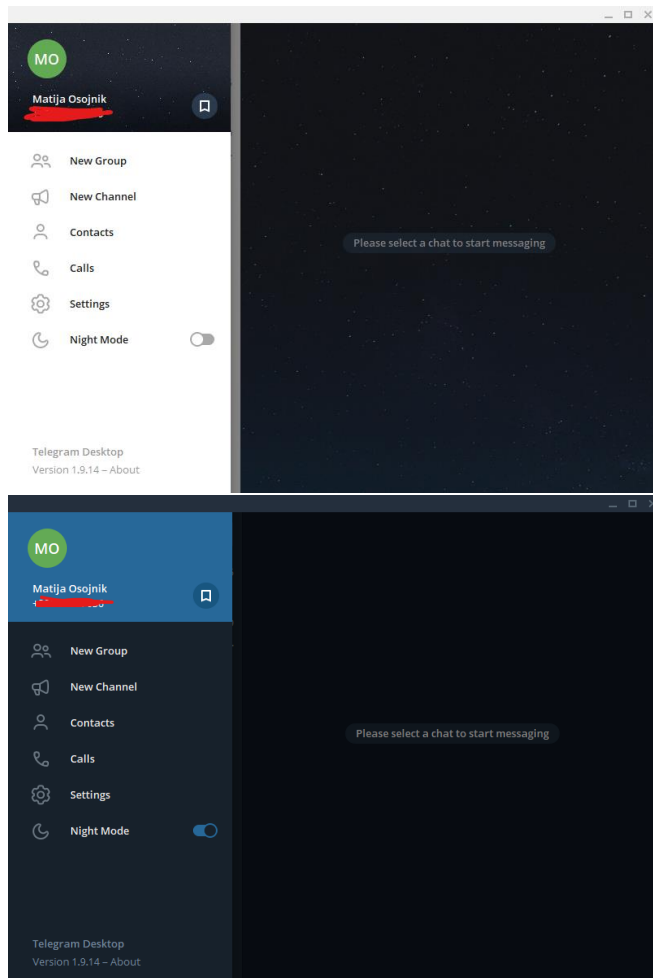 MO
Matija Osojnik
New Group
New Channel
Contacts
Calls
Settings
Night Mode
Telegram Desktop
Version 1.9.14 – About
Please select a chat to start messaging
MO
Matija Osojnik
New Group
New Channel
Contacts
Calls
Settings
Night Mode
Telegram Desktop
Version 1.9.14 – About
Please select a chat to start messaging